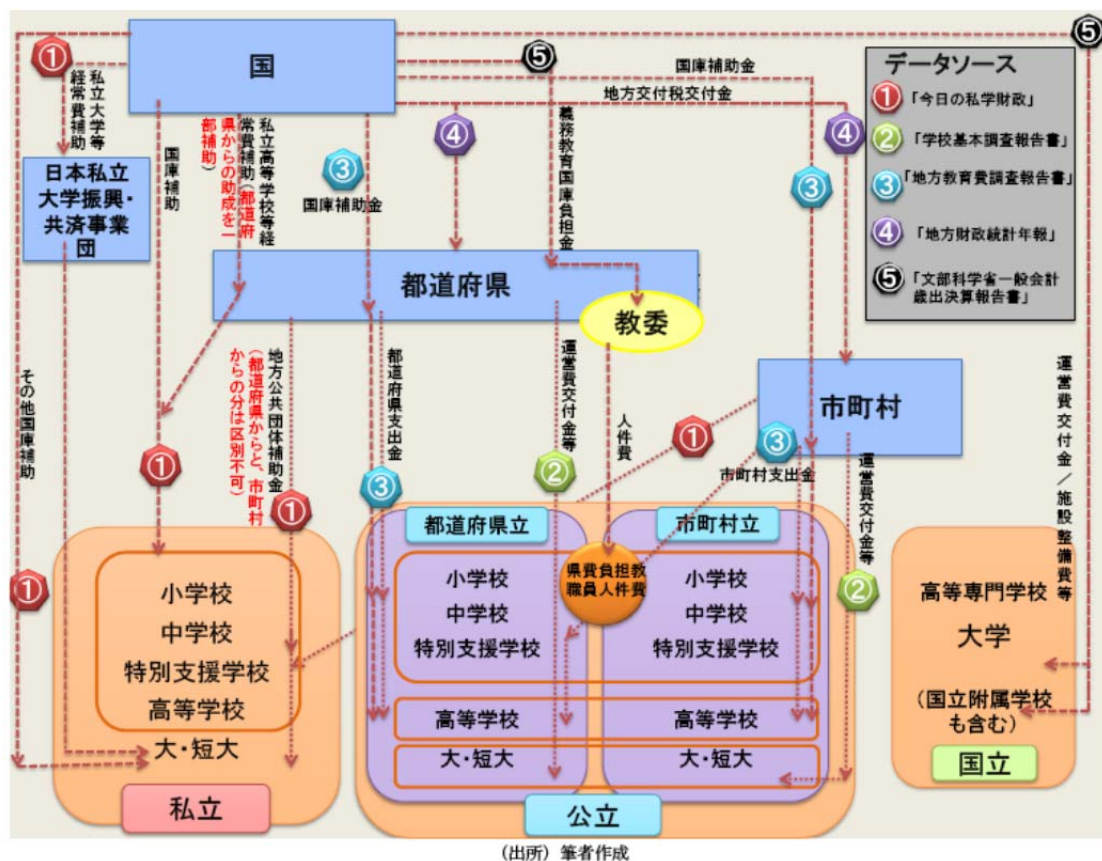 国
⑤
⑤
①
国庫補助金
地方交付税交付金
データソース
①「今日の私学財政」
②「学校基本調査報告書」
③「地方教育費調査報告書」
④「地方財政統計年報」
⑤「文部科学省一般会計
歳出決算報告書」
私立大学等
経常費補助
国庫補助
私立高等学校等経
常費補助(都道府
県からの助成を一
部補助)
③
国庫補助金
④
義務教育国庫負担金
③
④
日本私立
大学振興・
共済事業
団
都道府県
教委
市町村
その他国庫補助
地方公共団体補助金
(都道府県からと、市町村
からの分は区別不可)
都道府県支出金
運営費交付金等
人件費
①
③
市町村支出金
運営費交付金等
運営費交付金/施設整備費等
①
①
③
②
②
①
都道府県立
市町村立
県費負担教
職員人件費
小学校
中学校
特別支援学校
高等学校
大・短大
私立
小学校
中学校
特別支援学校
高等学校
大・短大
小学校
中学校
特別支援学校
高等学校
大・短大
公立
高等専門学校
大学
(国立附属学校
も含む)
国立
(出所) 筆者作成